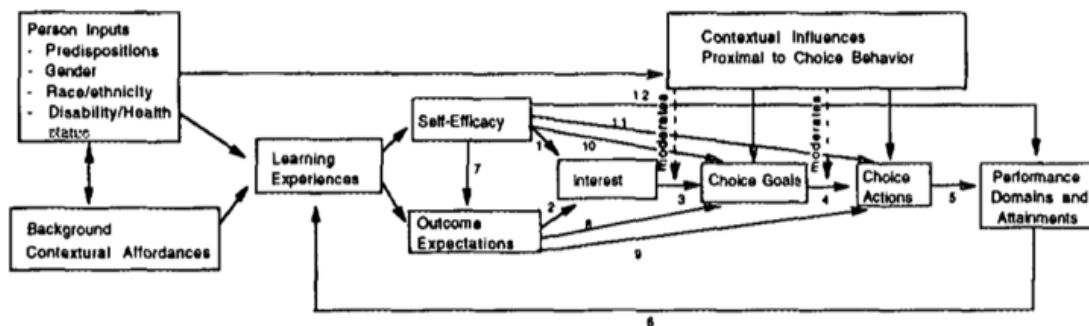 Person Inputs
- Predispositions
- Gender
- Race/ethnicity
- Disability/Health
status
Background
Contextural Affordances
Learning
Experiences
Self-Efficacy
Outcome
Expectations
Interest
Contextual Influences
Proximal to Choice Behavior
moderates
moderates
Choice Goals
Choice
Actions
Performance
Domains and
Attainments
1
2
3
4
5
6
7
8
9
10
11
12